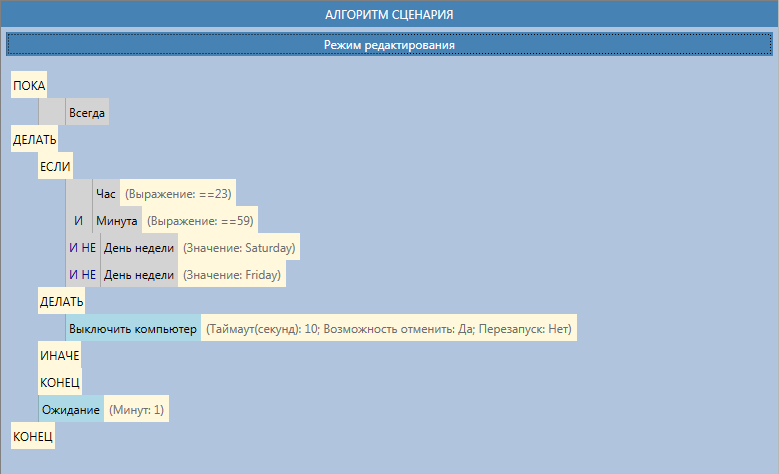 АЛГОРИТМ СЦЕНАРИЯ
Режим редактирования
ПОКА
Всегда
ДЕЛАТЬ
ЕСЛИ
Час (Выражение: ==23)
И Минута (Выражение: ==59)
И НЕ День недели (Значение: Saturday)
И НЕ День недели (Значение: Friday)
ДЕЛАТЬ
Выключить компьютер (Таймаут(секунд): 10; Возможность отменить: Да; Перезапуск: Нет)
ИНАЧЕ
КОНЕЦ
Ожидание (Минут: 1)
КОНЕЦ